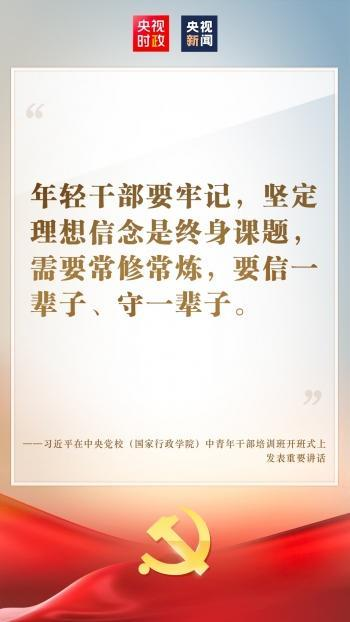 央视 央视
时政 新闻
“
年轻干部要牢记，坚定
理想信念是终身课题，
需要常修常炼，要信一
辈子、守一辈子。
”
——习近平在中央党校（国家行政学院）中青年干部培训班开班式上
发表重要讲话